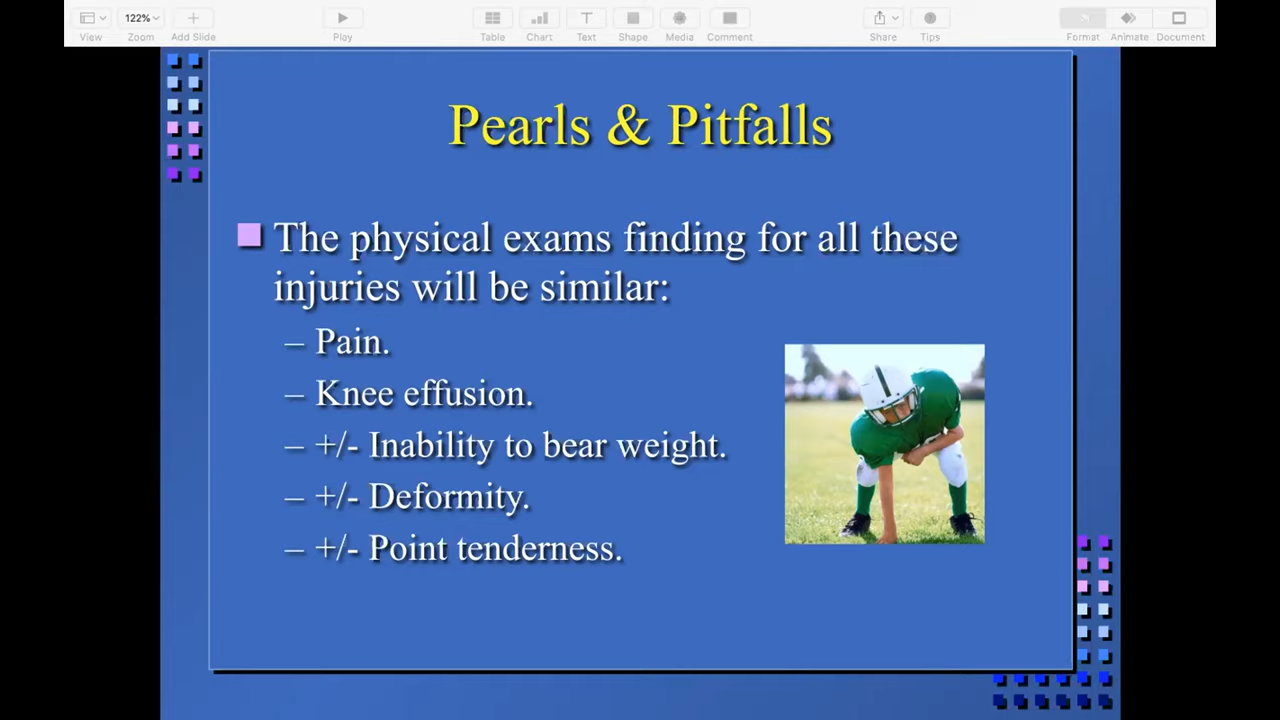 122%
View
Zoom
Add Slide
Play
Table
Chart
Text
Shape
Media
Comment
Share
Tips
Format
Animate
Document
Pearls & Pitfalls
The physical exams finding for all these
injuries will be similar:
– Pain.
– Knee effusion.
– +/- Inability to bear weight.
– +/- Deformity.
– +/- Point tenderness.